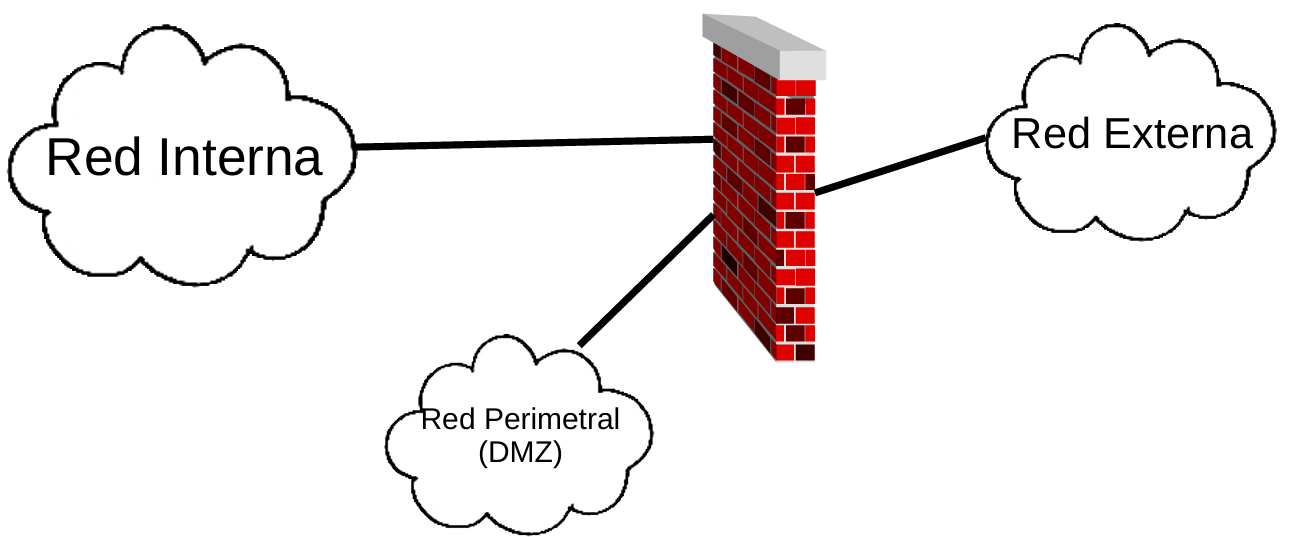 Red Interna
Red Externa
Red Perimetral
(DMZ)